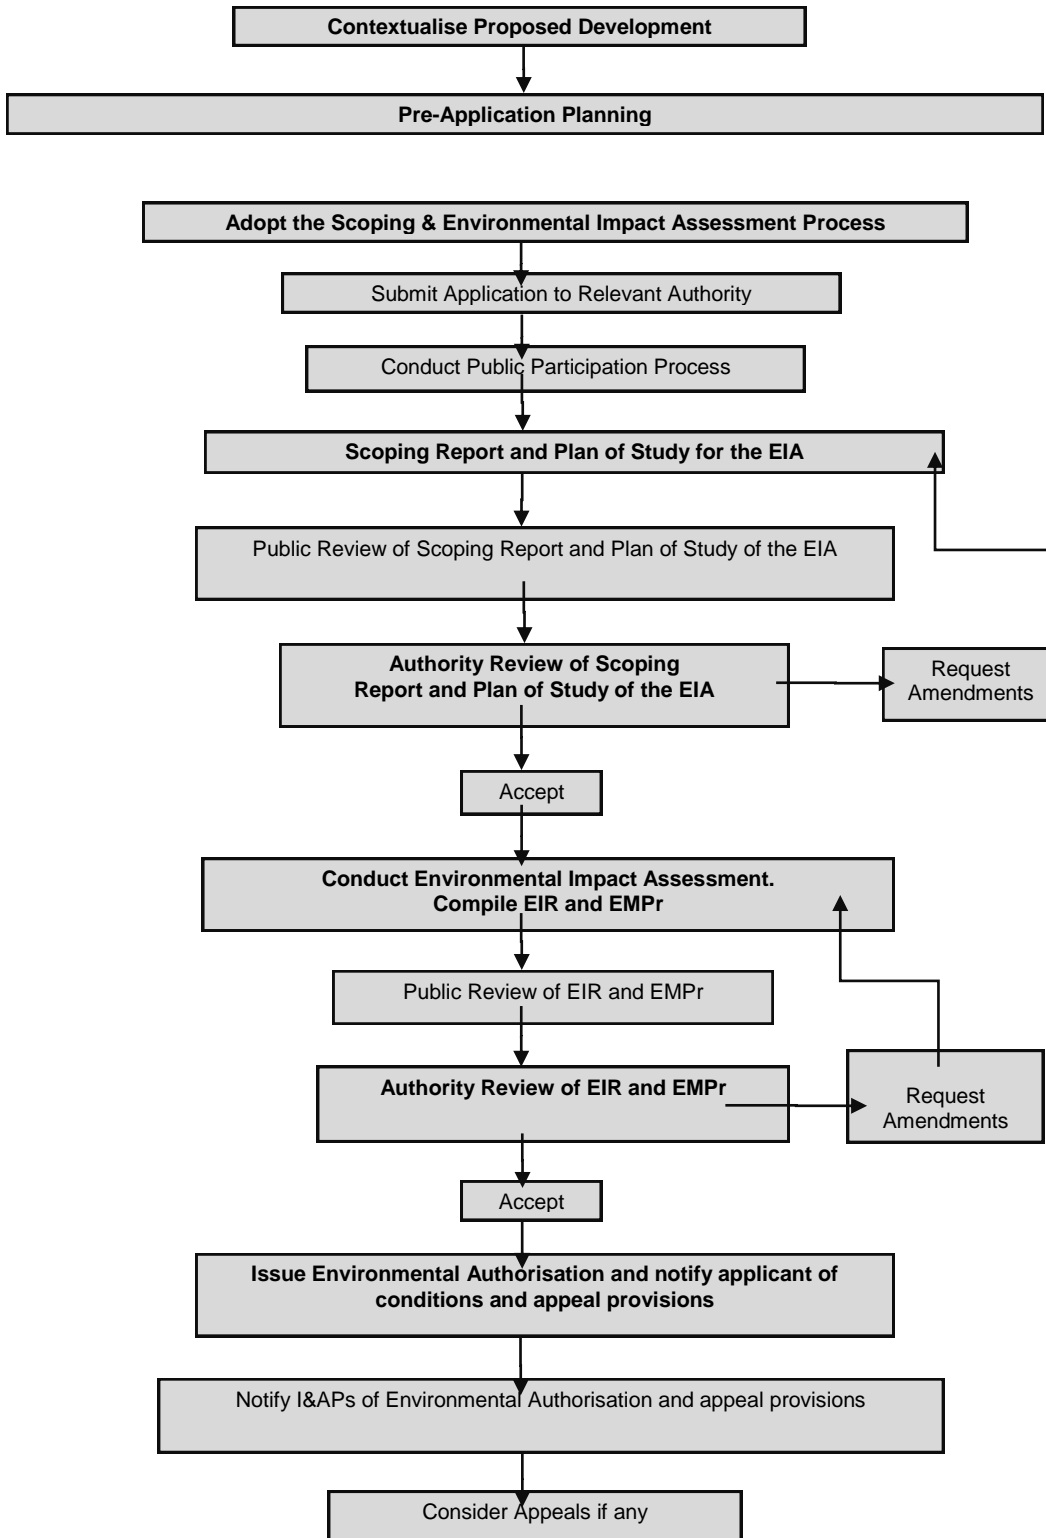 Contextualise Proposed Development
Pre-Application Planning
Adopt the Scoping & Environmental Impact Assessment Process
Submit Application to Relevant Authority
Conduct Public Participation Process
Scoping Report and Plan of Study for the EIA
Public Review of Scoping Report and Plan of Study of the EIA
Authority Review of Scoping
Report and Plan of Study of the EIA
Request
Amendments
Accept
Conduct Environmental Impact Assessment.
Compile EIR and EMPr
Public Review of EIR and EMPr
Authority Review of EIR and EMPr
Request
Amendments
Accept
Issue Environmental Authorisation and notify applicant of
conditions and appeal provisions
Notify I&APs of Environmental Authorisation and appeal provisions
Consider Appeals if any